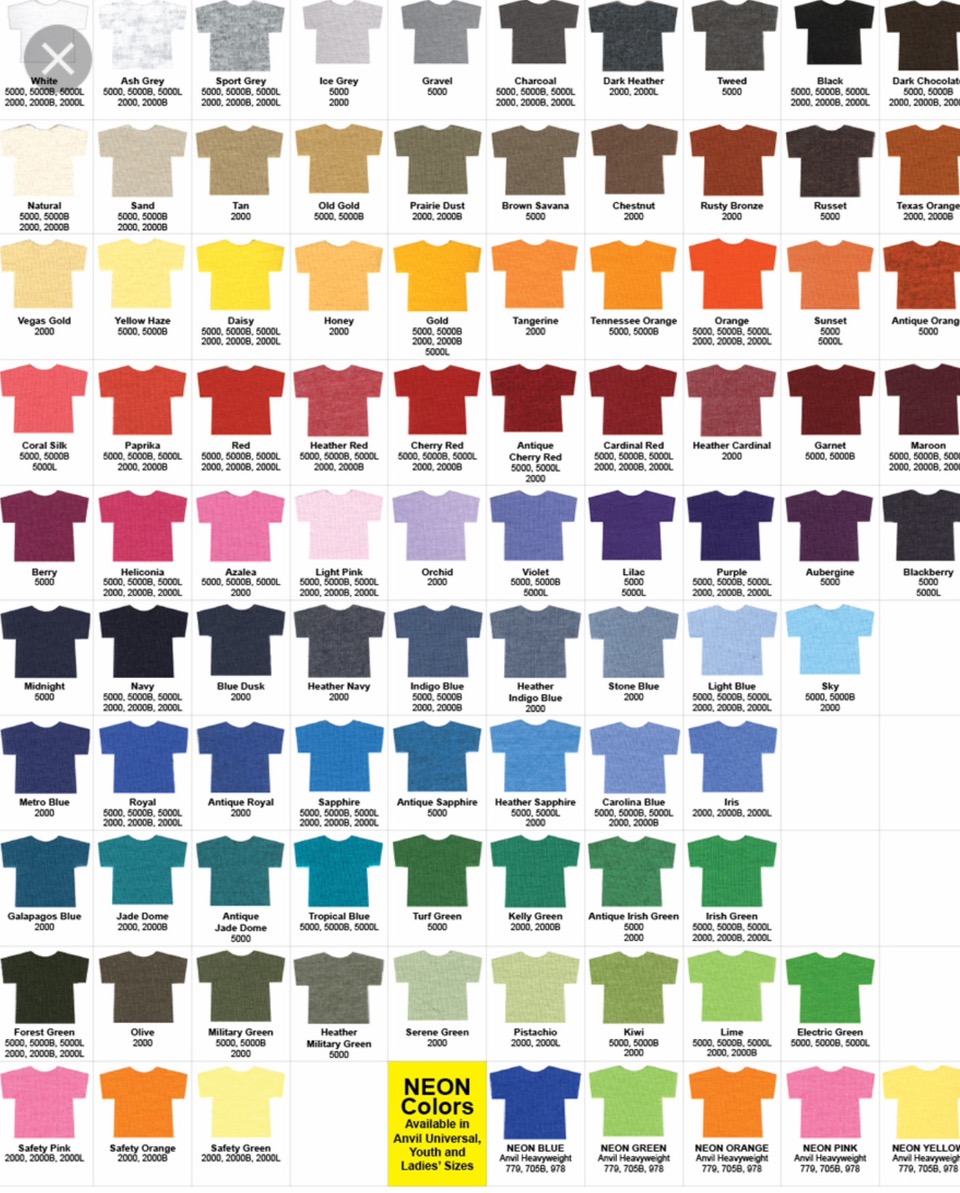 White
5000, 5000B, 5000L
2000, 2000B, 2000L
Ash Grey
5000, 5000B, 5000L
2000, 2000B
Sport Grey
5000, 5000B, 5000L
2000, 2000B, 2000L
Ice Grey
5000
2000
Gravel
5000
Charcoal
5000, 5000B, 5000L
2000, 2000B, 2000L
Dark Heather
2000, 2000L
Tweed
5000
Black
5000, 5000B, 5000L
2000, 2000B, 2000L
Dark Chocolat
5000, 5000B
2000, 2000B, 200
Natural
5000, 5000B
2000, 2000B
Sand
5000, 5000B
2000, 2000B
Tan
2000
Old Gold
5000, 5000B
Prairie Dust
2000, 2000B
Brown Savana
5000
Chestnut
2000
Rusty Bronze
2000
Russet
5000
Texas Orange
2000, 2000B
Vegas Gold
2000
Yellow Haze
5000, 5000B
Daisy
5000, 5000B, 5000L
2000, 2000B, 2000L
Honey
2000
Gold
5000, 5000B
2000, 2000B
5000L
Tangerine
2000
Tennessee Orange
5000, 5000B
Orange
5000, 5000B, 5000L
2000, 2000B, 2000L
Sunset
5000
5000L
Antique Orang
5000
Coral Silk
5000, 5000B
5000L
Paprika
5000, 5000B, 5000L
2000, 2000B
Red
5000, 5000B, 5000L
2000, 2000B, 2000L
Heather Red
5000, 5000B, 5000L
2000, 2000B
Cherry Red
5000, 5000B, 5000L
2000, 2000B
Antique
Cherry Red
5000, 5000L
2000
Cardinal Red
5000, 5000B, 5000L
2000, 2000B, 2000L
Heather Cardinal
2000
Garnet
5000, 5000B
Maroon
5000, 5000B, 500
2000, 2000B, 200
Berry
5000
Heliconia
5000, 5000B, 5000L
2000, 2000B, 2000L
Azalea
5000, 5000B, 5000L
2000
Light Pink
5000, 5000B, 5000L
2000, 2000B, 2000L
Orchid
2000
Violet
5000, 5000B
5000L
Lilac
5000
5000L
Purple
5000, 5000B, 5000L
2000, 2000B, 2000L
Aubergine
5000
Blackberry
5000
5000L
Midnight
5000
Navy
5000, 5000B, 5000L
2000, 2000B, 2000L
Blue Dusk
2000
Heather Navy
2000
Indigo Blue
5000, 5000B
2000, 2000B
Heather
Indigo Blue
2000
Stone Blue
2000
Light Blue
5000, 5000B, 5000L
2000, 2000B, 2000L
Sky
5000, 5000B
2000
Metro Blue
2000
Royal
5000, 5000B, 5000L
2000, 2000B, 2000L
Antique Royal
2000
Sapphire
5000, 5000B, 5000L
2000, 2000B, 2000L
Antique Sapphire
5000
Heather Sapphire
5000, 5000L
2000
Carolina Blue
5000, 5000B, 5000L
2000, 2000B
Iris
2000, 2000B, 2000L
Galapagos Blue
2000
Jade Dome
2000, 2000B
Antique
Jade Dome
5000
Tropical Blue
5000, 5000B, 5000L
Turf Green
5000
Kelly Green
2000, 2000B
Antique Irish Green
5000
2000
Irish Green
5000, 5000B, 5000L
2000, 2000B, 2000L
Forest Green
5000, 5000B, 5000L
2000, 2000B, 2000L
Olive
2000
Military Green
5000, 5000B
2000
Heather
Military Green
5000
Serene Green
2000
Pistachio
2000, 2000L
Kiwi
5000, 5000B
2000
Lime
5000, 5000B, 5000L
2000, 2000B
Electric Green
5000, 5000B, 5000L
Safety Pink
2000, 2000B, 2000L
Safety Orange
2000, 2000B
Safety Green
2000, 2000B, 2000L
NEON
Colors
Available in
Anvil Universal,
Youth and
Ladies' Sizes
NEON BLUE
Anvil Heavyweight
779, 705B, 978
NEON GREEN
Anvil Heavyweight
779, 705B, 978
NEON ORANGE
Anvil Heavyweight
779, 705B, 978
NEON PINK
Anvil Heavyweight
779, 705B, 978
NEON YELLOW
Anvil Heavyweight
779, 705B, 978